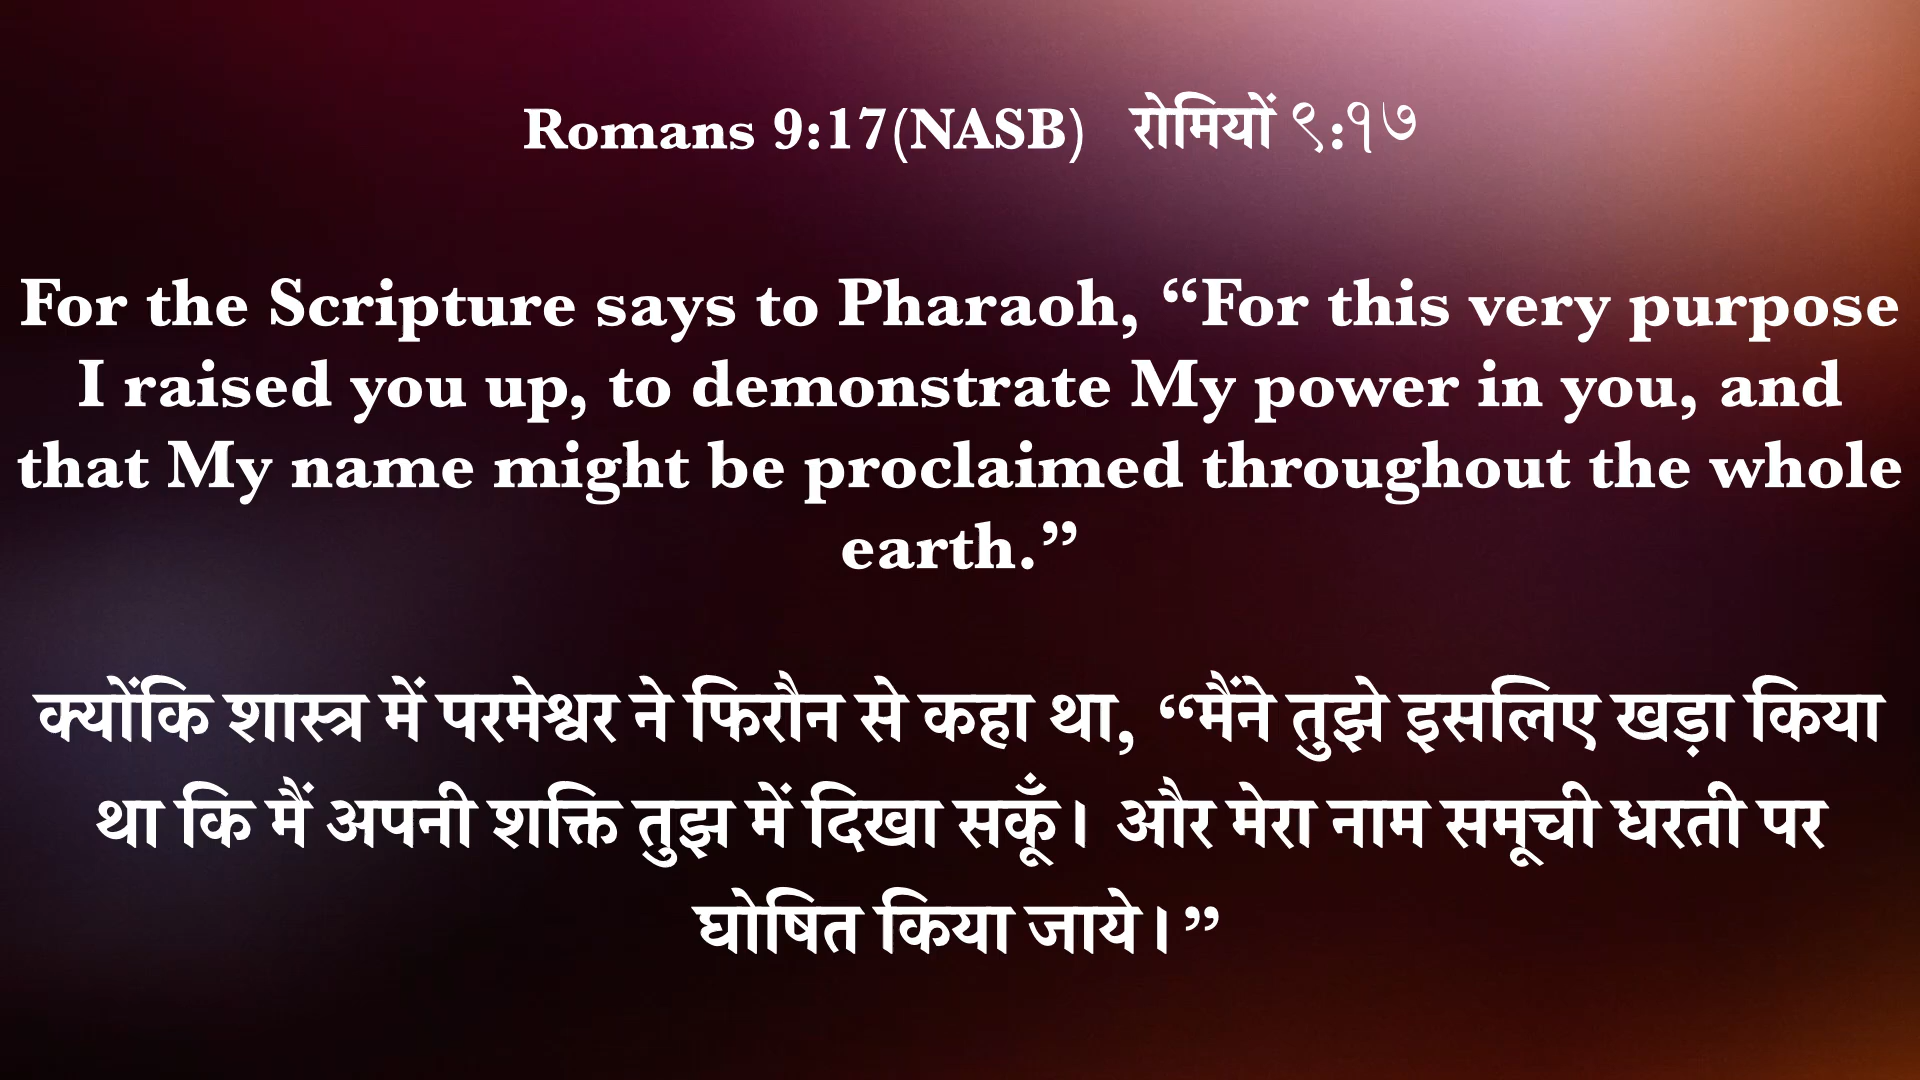 Romans 9:17(NASB) रोमियों ९:१७
For the Scripture says to Pharaoh, “For this very purpose
I raised you up, to demonstrate My power in you, and
that My name might be proclaimed throughout the whole
earth.”
क्योंकि शास्त्र में परमेश्वर ने फिरौन से कहा था, “मैंने तुझे इसलिए खड़ा किया
था कि मैं अपनी शक्ति तुझ में दिखा सकूँ। और मेरा नाम समूची धरती पर
घोषित किया जाये।”